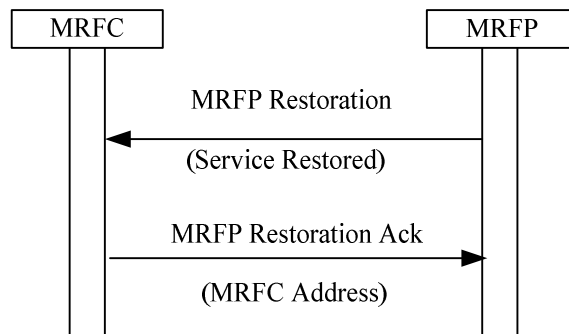 MRFC
MRFP
MRFP Restoration
(Service Restored)
MRFP Restoration Ack
(MRFC Address)